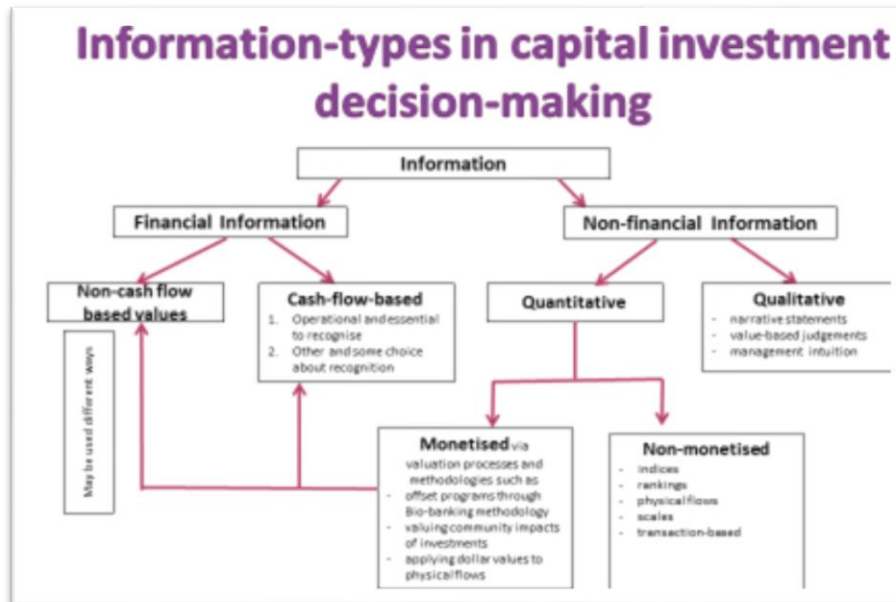 Information-types in capital investment
decision-making
Information
Financial Information
Non-financial Information
Non-cash flow
based values
Cash-flow-based
1. Operational and essential
to recognise
2. Other and some choice
about recognition
Quantitative
Qualitative
- narrative statements
- value-based judgements
- management intuition
May be used different ways
Monetised via
valuation processes and
methodologies such as
- offset programs through
Bio-banking methodology
- valuing community impacts
of investments
- applying dollar values to
physical flows
Non-monetised
- indices
- rankings
- physical flows
- scales
- transaction-based